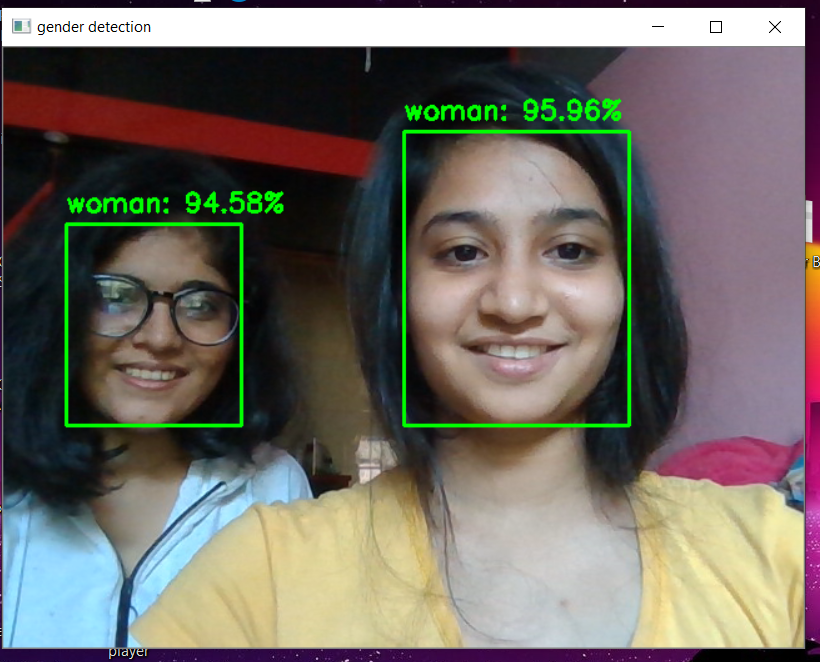 gender detection
woman: 95.96%
woman: 94.58%
B
player